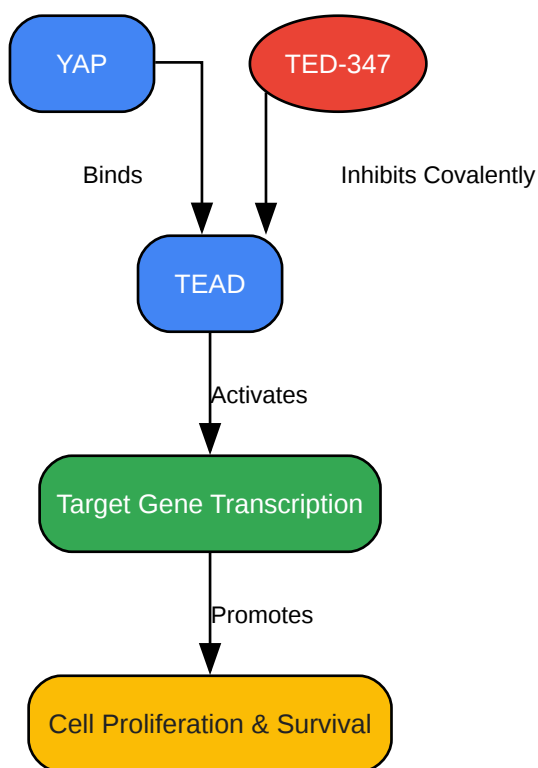 YAP
TED-347
Binds
Inhibits Covalently
TEAD
Activates
Target Gene Transcription
Promotes
Cell Proliferation & Survival